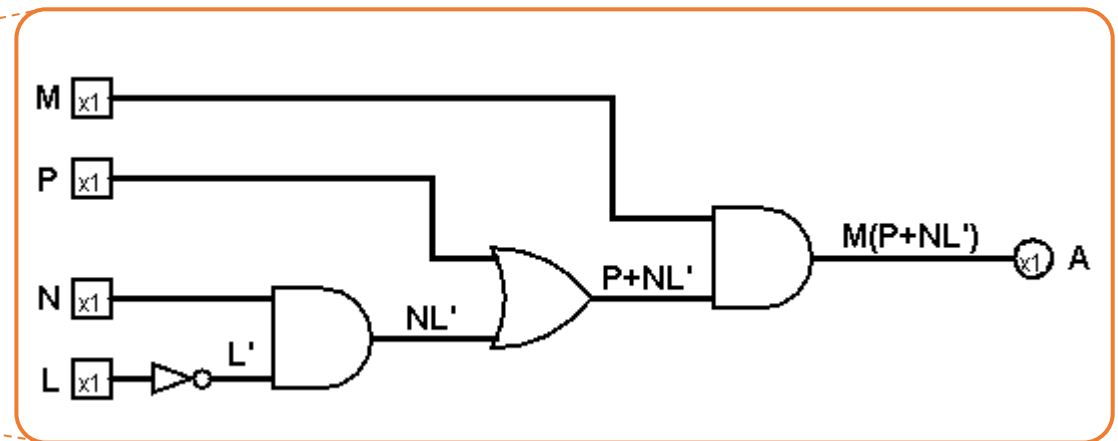 M x1
P x1
M(P+NL')
x1 A
P+NL'
N x1
NL'
L'
L x1